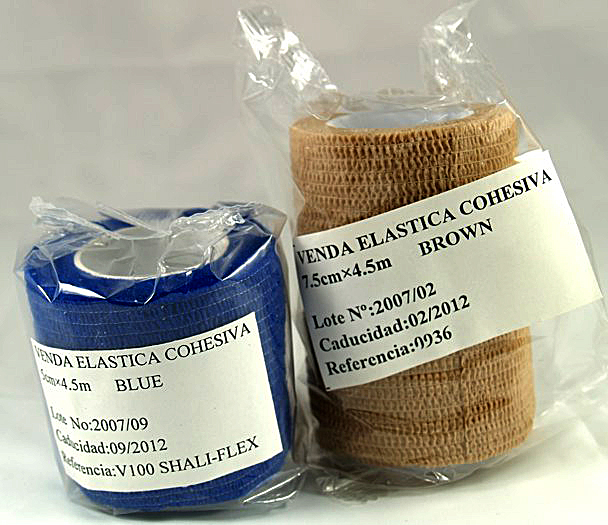 VENDA ELASTICA COHESIVA
5cm×4.5m BLUE
Lote No:2007/09
Caducidad:09/2012
Referencia:V100 SHALI-FLEX
VENDA ELASTICA COHESIVA
7.5cm×4.5m BROWN
Lote Nº:2007/02
Caducidad:02/2012
Referencia:0936